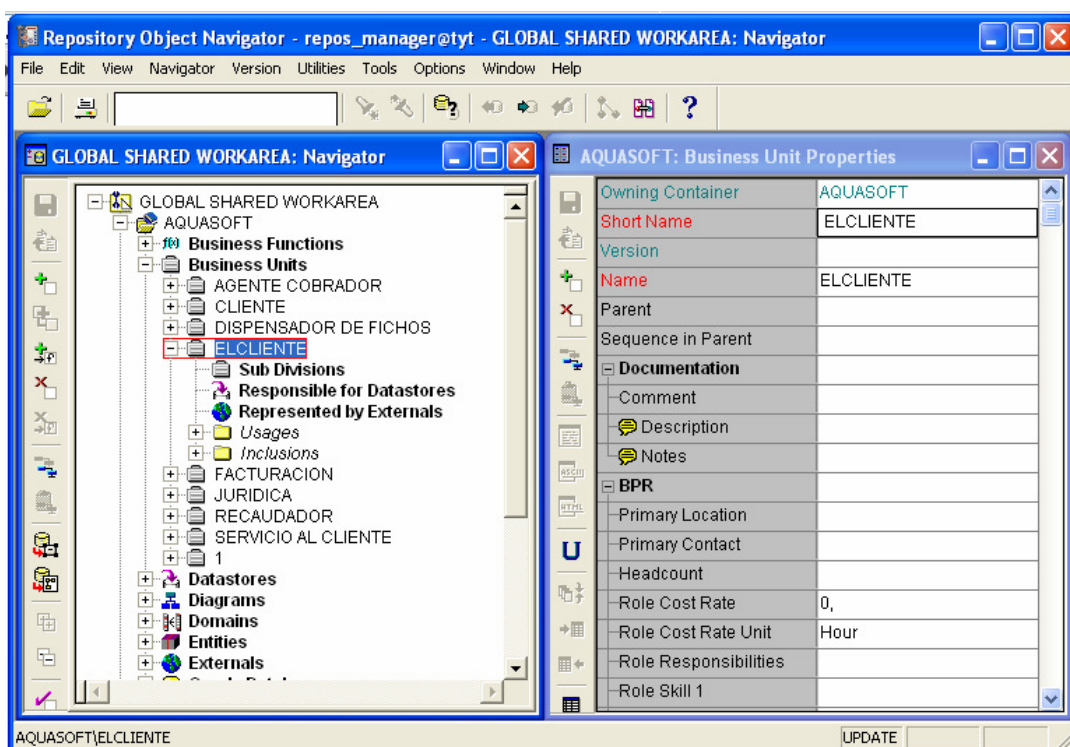 Repository Object Navigator - repos_manager@tyt - GLOBAL SHARED WORKAREA: Navigator
File Edit View Navigator Version Utilities Tools Options Window Help
GLOBAL SHARED WORKAREA: Navigator
GLOBAL SHARED WORKAREA
AQUASOFT
Business Functions
Business Units
AGENTE COBRADOR
CLIENTE
DISPENSADOR DE FICHOS
ELCLIENTE
Sub Divisions
Responsible for Datastores
Represented by Externals
Usages
Inclusions
FACTURACION
JURIDICA
RECAUDADOR
SERVICIO AL CLIENTE
1
Datastores
Diagrams
Domains
Entities
Externals
AQUASOFT: Business Unit Properties
Owning Container AQUASOFT
Short Name ELCLIENTE
Version
Name ELCLIENTE
Parent
Sequence in Parent
Documentation
Comment
Description
Notes
BPR
Primary Location
Primary Contact
Headcount
Role Cost Rate 0,
Role Cost Rate Unit Hour
Role Responsibilities
Role Skill 1
AQUASOFT\ELCLIENTE UPDATE